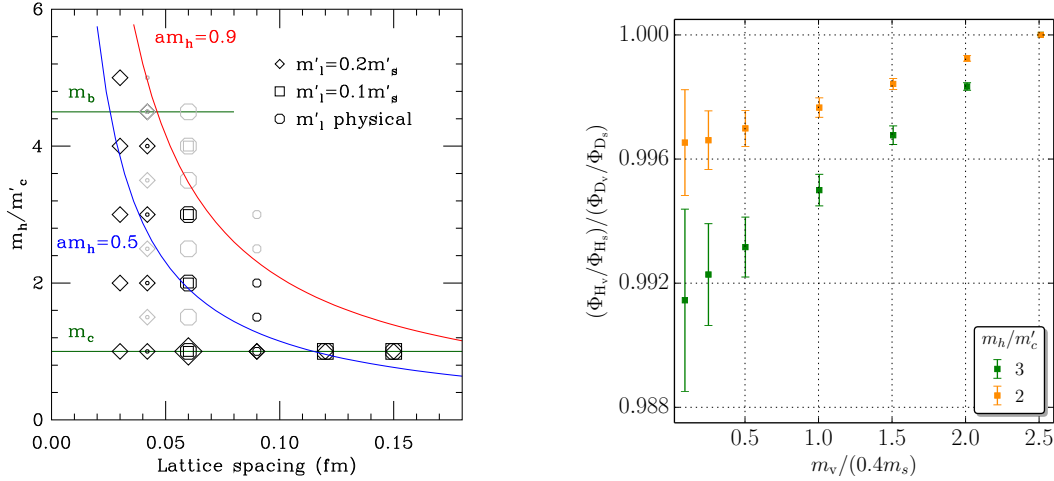 6
4
2
0
m_h/m'_c
am_h=0.9
m_b
am_h=0.5
m_c
◇ m'_l=0.2m'_s
□ m'_l=0.1m'_s
○ m'_l physical
0.00 0.05 0.10 0.15
Lattice spacing (fm)
1.000
0.996
0.992
0.988
(Φ_{H_v}/Φ_{H_s})/(Φ_{D_v}/Φ_{D_s})
m_h/m'_c
3
2
0.5 1.0 1.5 2.0 2.5
m_v/(0.4m_s)